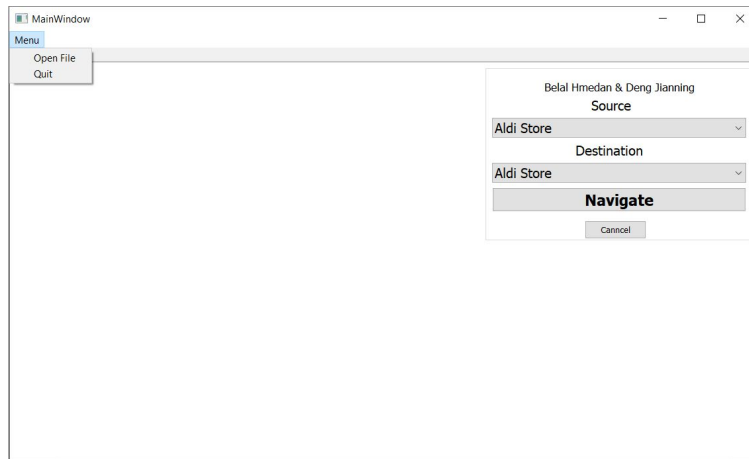 MainWindow
Menu
Open File
Quit
Belal Hmedan & Deng Jianning
Source
Aldi Store
Destination
Aldi Store
Navigate
Canncel